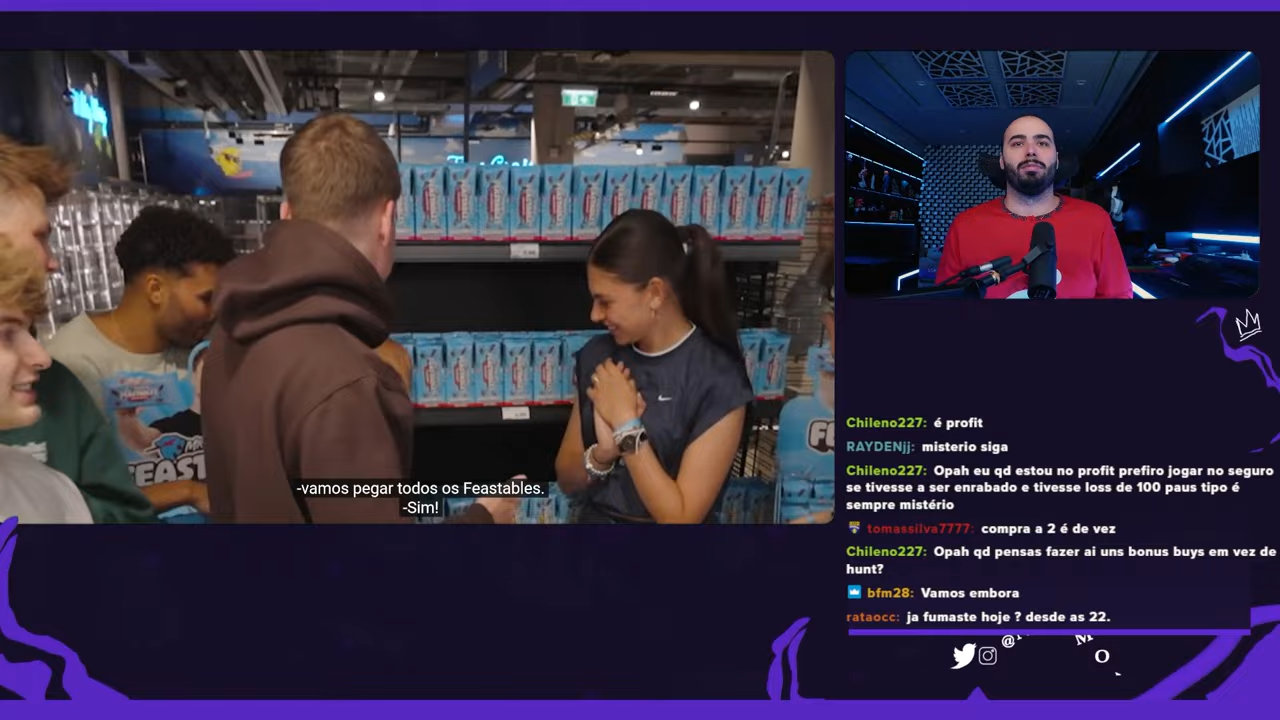 -vamos pegar todos os Feastables.
-Sim!
Chileno227: é profit
RAYDENjj: misterio siga
Chileno227: Opah eu qd estou no profit prefiro jogar no seguro
se tivesse a ser enrabado e tivesse loss de 100 paus tipo é
sempre mistério
tomassilva7777: compra a 2 é de vez
Chileno227: Opah qd pensas fazer ai uns bonus buys em vez de
hunt?
bfm28: Vamos embora
rataocc: ja fumaste hoje ? desde as 22.